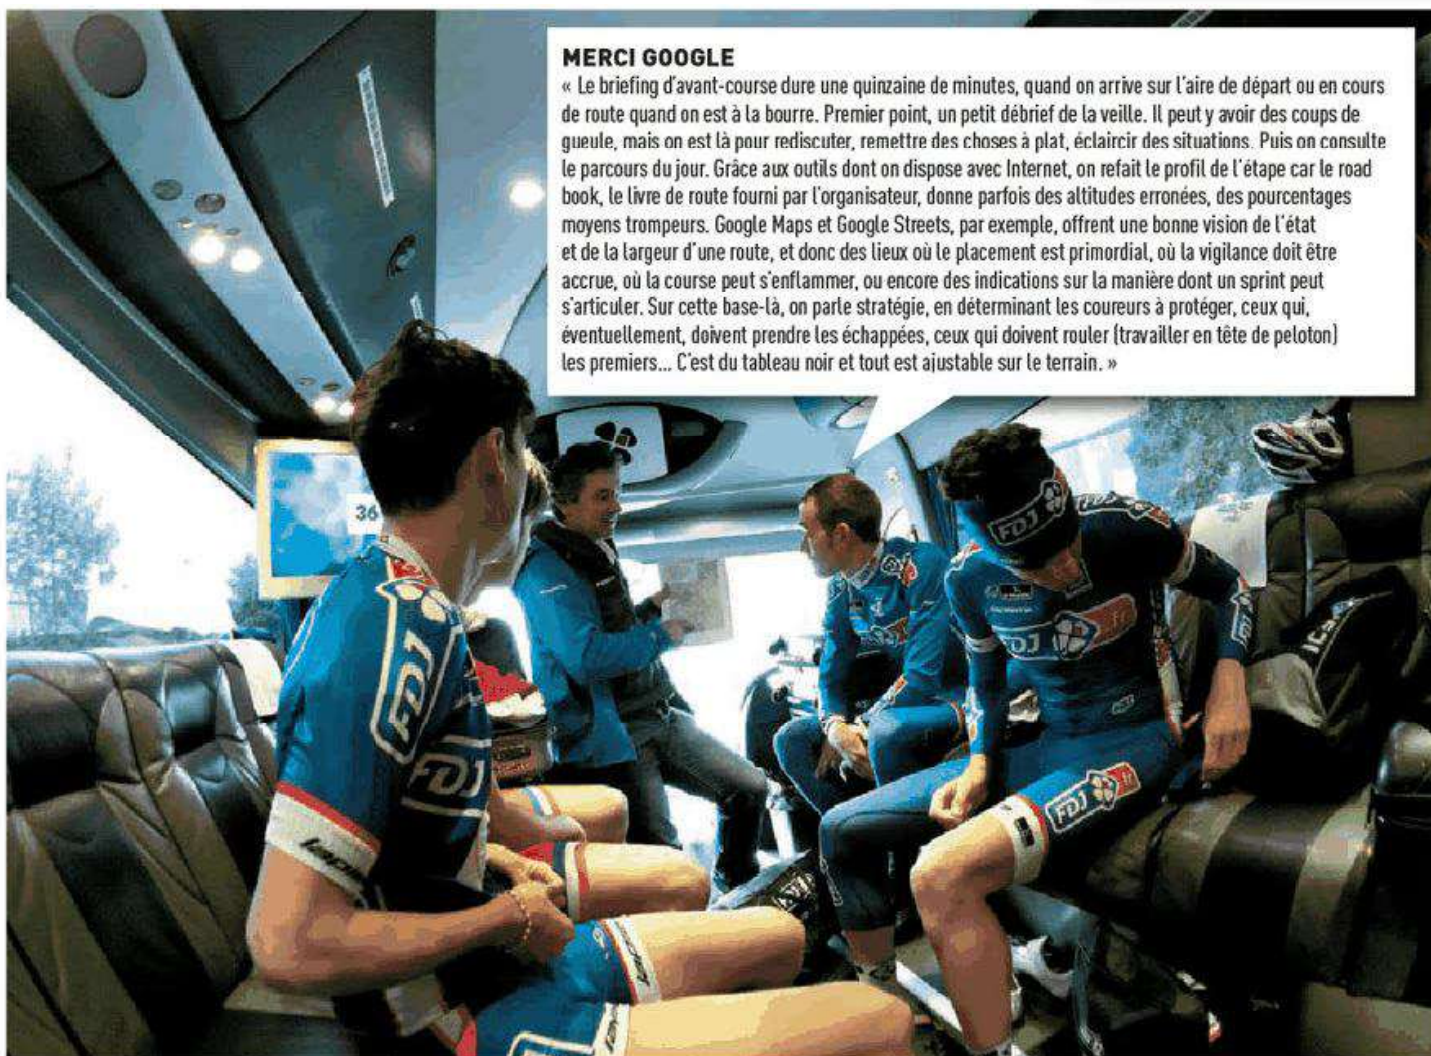 MERCI GOOGLE
« Le briefing d'avant-course dure une quinzaine de minutes, quand on arrive sur l'aire de départ ou en cours
de route quand on est à la bourre. Premier point, un petit débrief de la veille. Il peut y avoir des coups de
gueule, mais on est là pour rediscuter, remettre des choses à plat, éclaircir des situations. Puis on consulte
le parcours du jour. Grâce aux outils dont on dispose avec Internet, on refait le profil de l'étape car le road
book, le livre de route fourni par l'organisateur, donne parfois des altitudes erronées, des pourcentages
moyens trompeurs. Google Maps et Google Streets, par exemple, offrent une bonne vision de l'état
et de la largeur d'une route, et donc des lieux où le placement est primordial, où la vigilance doit être
accrue, où la course peut s'enflammer, ou encore des indications sur la manière dont un sprint peut
s'articuler. Sur cette base-là, on parle stratégie, en déterminant les coureurs à protéger, ceux qui,
éventuellement, doivent prendre les échappées, ceux qui doivent rouler (travailler en tête de peloton)
les premiers... C'est du tableau noir et tout est ajustable sur le terrain. »
36
FDJ
FDJ
FDJ
FDJ.fr
FDJ
FDJ.fr